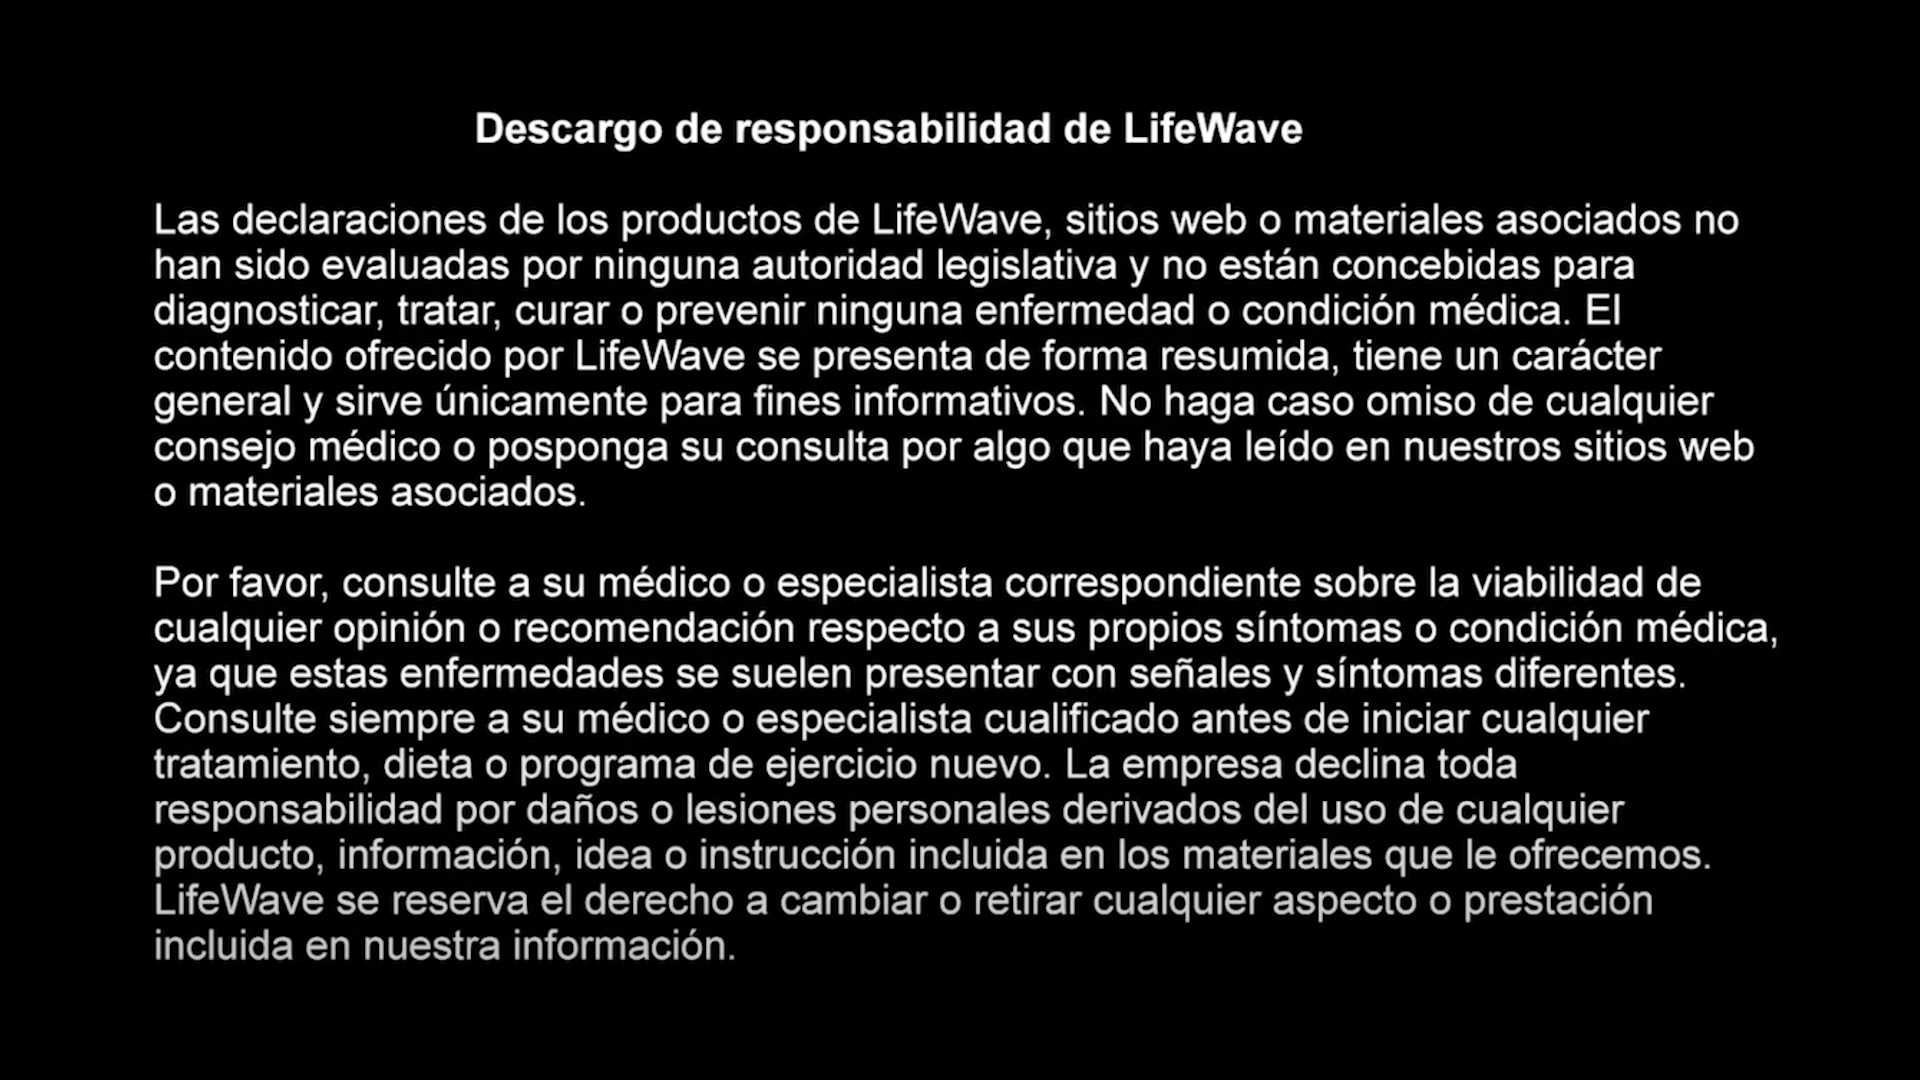 Descargo de responsabilidad de LifeWave
Las declaraciones de los productos de LifeWave, sitios web o materiales asociados no
han sido evaluadas por ninguna autoridad legislativa y no están concebidas para
diagnosticar, tratar, curar o prevenir ninguna enfermedad o condición médica. El
contenido ofrecido por LifeWave se presenta de forma resumida, tiene un carácter
general y sirve únicamente para fines informativos. No haga caso omiso de cualquier
consejo médico o posponga su consulta por algo que haya leído en nuestros sitios web
o materiales asociados.
Por favor, consulte a su médico o especialista correspondiente sobre la viabilidad de
cualquier opinión o recomendación respecto a sus propios síntomas o condición médica,
ya que estas enfermedades se suelen presentar con señales y síntomas diferentes.
Consulte siempre a su médico o especialista cualificado antes de iniciar cualquier
tratamiento, dieta o programa de ejercicio nuevo. La empresa declina toda
responsabilidad por daños o lesiones personales derivados del uso de cualquier
producto, información, idea o instrucción incluida en los materiales que le ofrecemos.
LifeWave se reserva el derecho a cambiar o retirar cualquier aspecto o prestación
incluida en nuestra información.